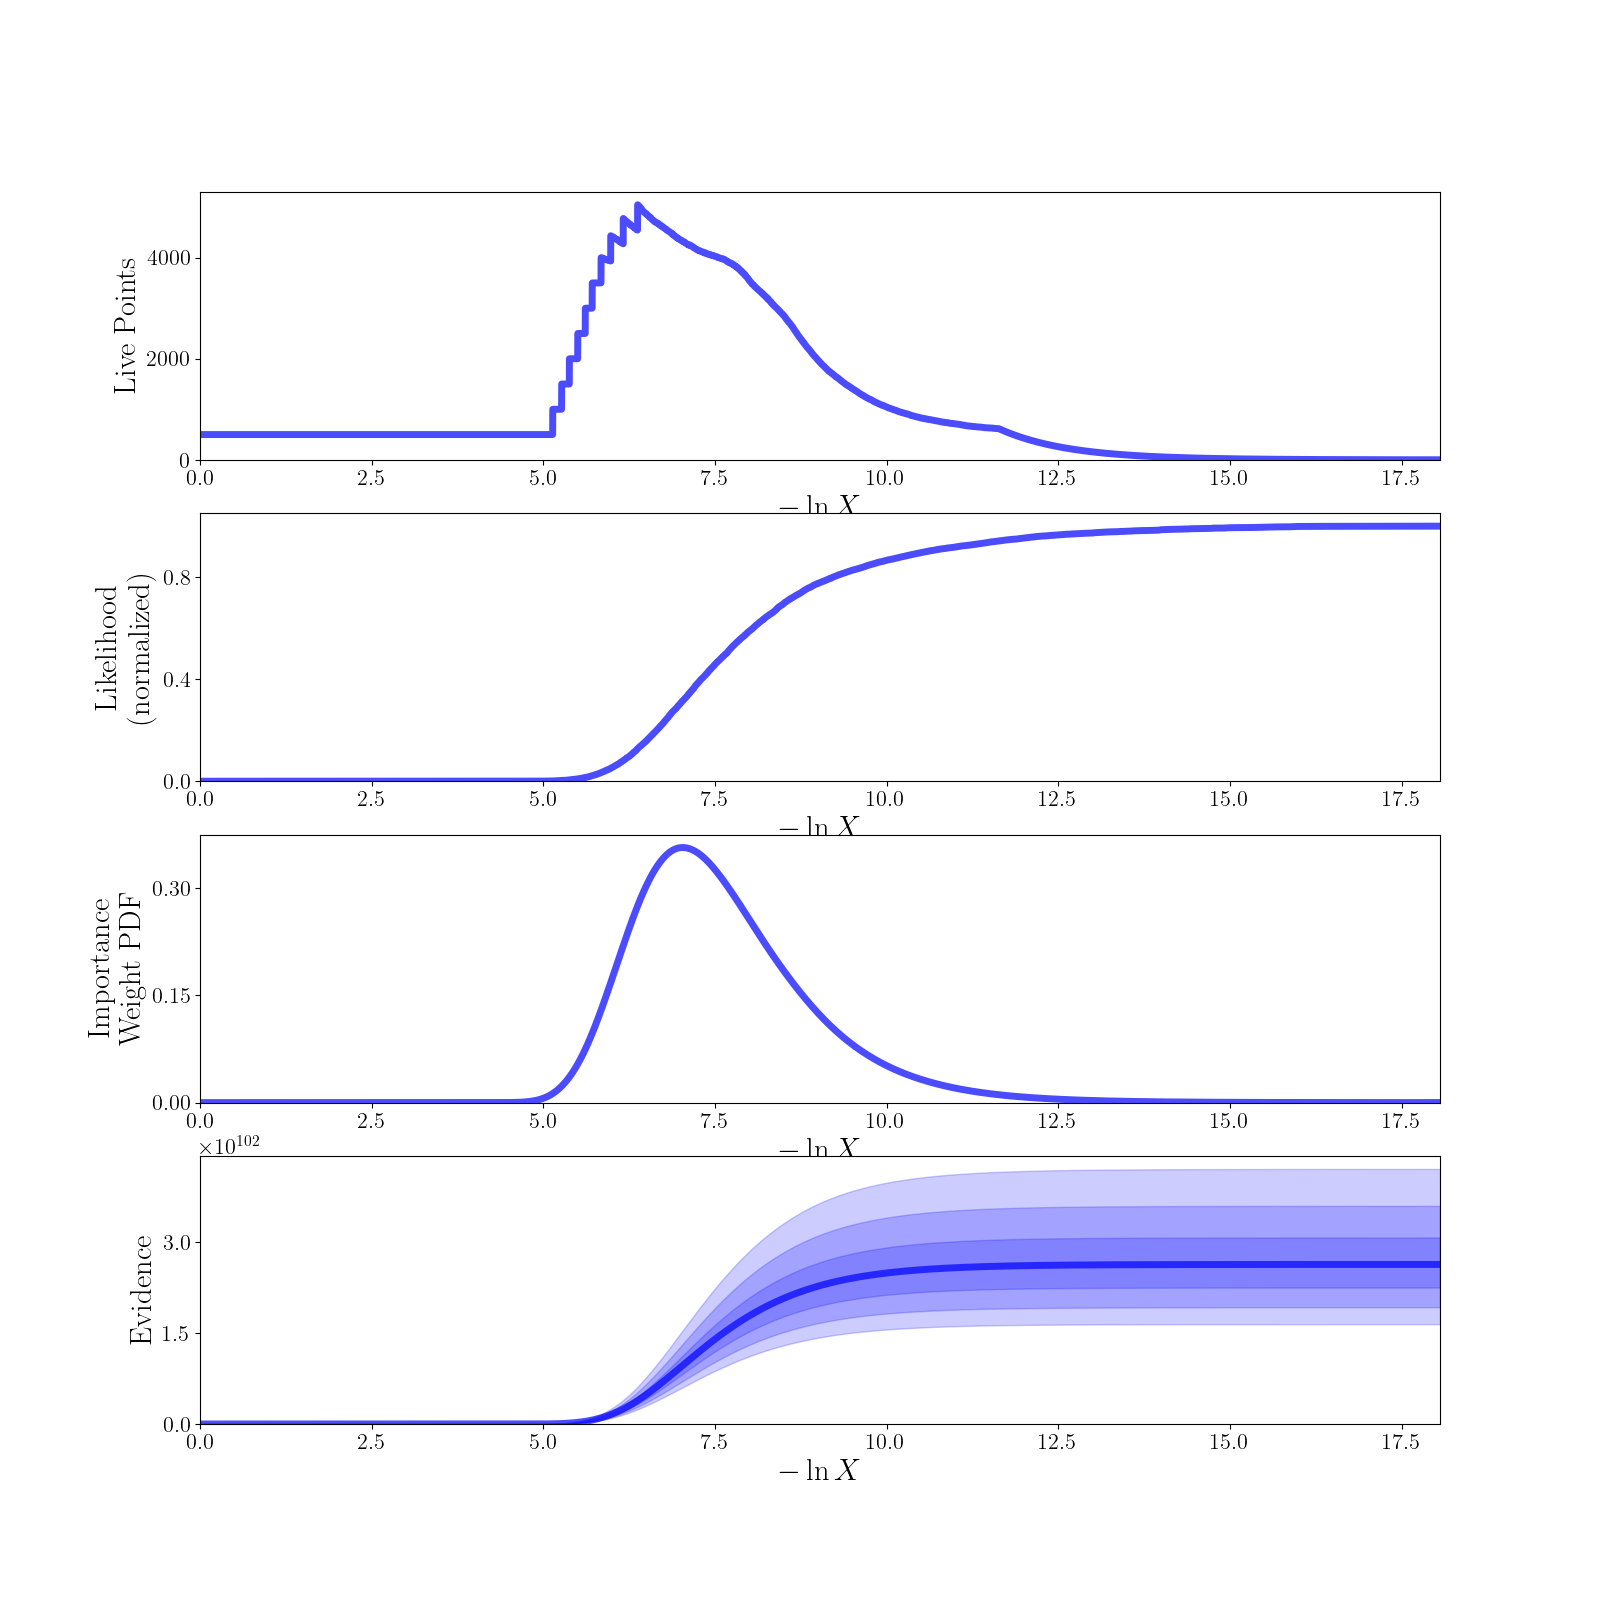 Live Points
4000
2000
0
0.0 2.5 5.0 7.5 10.0 12.5 15.0 17.5
− ln X
Likelihood
(normalized)
0.8
0.4
0.0
0.0 2.5 5.0 7.5 10.0 12.5 15.0 17.5
− ln X
Importance
Weight PDF
0.30
0.15
0.00
0.0 2.5 5.0 7.5 10.0 12.5 15.0 17.5
− ln X
×10¹⁰²
Evidence
3.0
1.5
0.0
0.0 2.5 5.0 7.5 10.0 12.5 15.0 17.5
− ln X